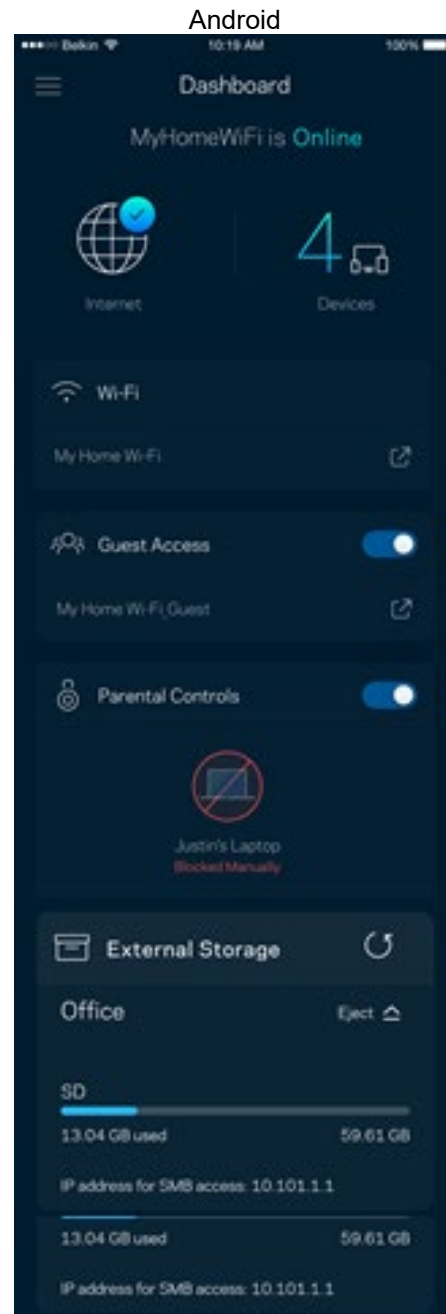 Android
Belkin 10:19 AM 100%
Dashboard
MyHomeWiFi is Online
4
Internet Devices
Wi-Fi
My Home Wi-Fi
Guest Access
My Home Wi-Fi_Guest
Parental Controls
Justin's Laptop
Blocked Manually
External Storage
Office Eject
SD
13.04 GB used 59.61 GB
IP address for SMB access: 10.101.1.1
13.04 GB used 59.61 GB
IP address for SMB access: 10.101.1.1